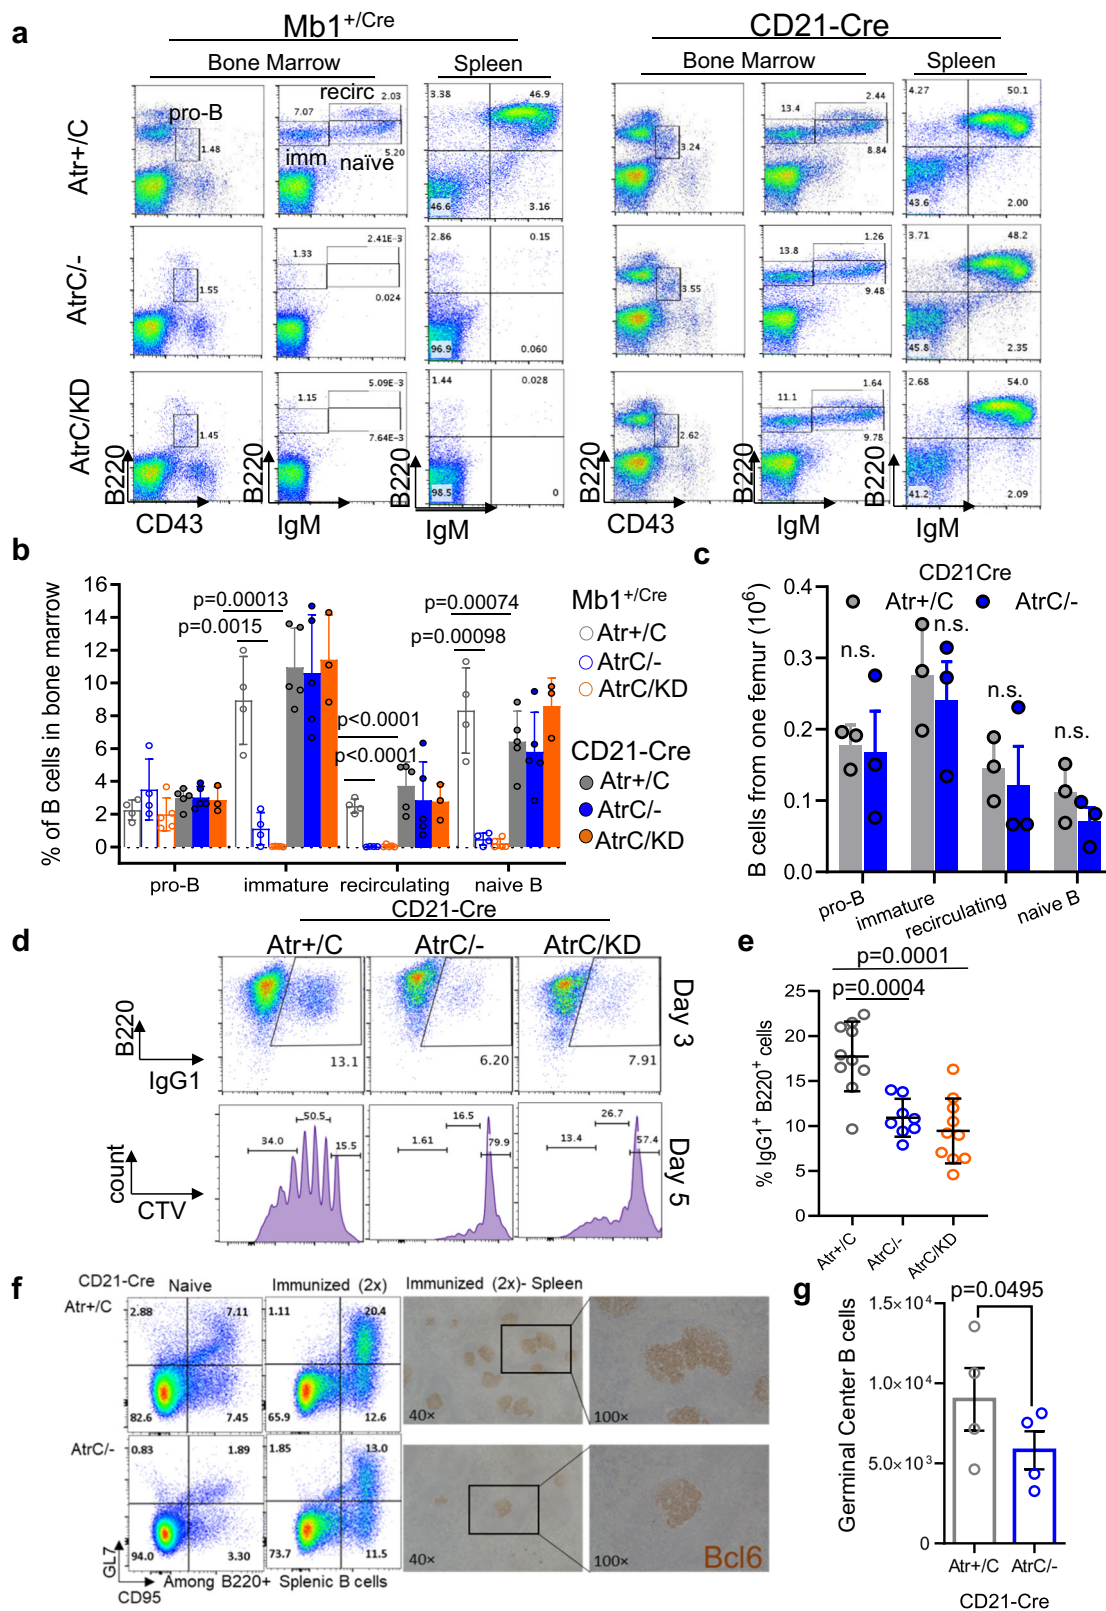 a
Mb1+/Cre
CD21-Cre
Bone Marrow
Spleen
Bone Marrow
Spleen
Atr+/C
pro-B
1.48
recirc
2.03
7.07
imm
naïve
5.20
3.38
46.9
46.6
3.16
3.24
13.4
2.44
8.84
4.27
50.1
43.6
2.00
AtrC/-
1.55
2.41E-3
1.33
0.024
2.86
0.15
96.9
0.060
3.55
13.8
1.26
9.48
3.71
48.2
45.8
2.35
AtrC/KD
1.45
5.09E-3
1.15
7.64E-3
1.44
0.028
98.5
0
2.62
11.1
1.64
9.78
2.68
54.0
41.2
2.09
B220
B220
B220
B220
B220
B220
CD43
IgM
IgM
CD43
IgM
IgM
b
% of B cells in bone marrow
16
14
12
10
8
6
4
2
0
p=0.00013
p=0.0015
p<0.0001
p<0.0001
p=0.00074
p=0.00098
pro-B
immature
recirculating
naive B
Mb1+/Cre
Atr+/C
AtrC/-
AtrC/KD
CD21-Cre
Atr+/C
AtrC/-
AtrC/KD
c
CD21Cre
Atr+/C
AtrC/-
B cells from one femur (10⁶)
0.4
0.3
0.2
0.1
0.0
n.s.
n.s.
n.s.
n.s.
pro-B
immature
recirculating
naive B
d
CD21-Cre
Atr+/C
AtrC/-
AtrC/KD
B220
IgG1
13.1
6.20
7.91
Day 3
count
CTV
34.0
50.5
15.5
1.61
16.5
79.9
13.4
26.7
57.4
Day 5
e
p=0.0001
p=0.0004
% IgG1+ B220+ cells
25
20
15
10
5
0
Atr+/C
AtrC/-
AtrC/KD
f
CD21-Cre
Naive
Immunized (2x)
Immunized (2x)- Spleen
Atr+/C
2.88
7.11
82.6
7.45
1.11
20.4
65.9
12.6
40×
100×
AtrC/-
0.83
1.89
94.0
3.30
1.85
13.0
73.7
11.5
40×
100×
Bcl6
GL7
CD95
Among B220+ Splenic B cells
g
p=0.0495
Germinal Center B cells
1.5×10⁴
1.0×10⁴
5.0×10³
0
Atr+/C
AtrC/-
CD21-Cre